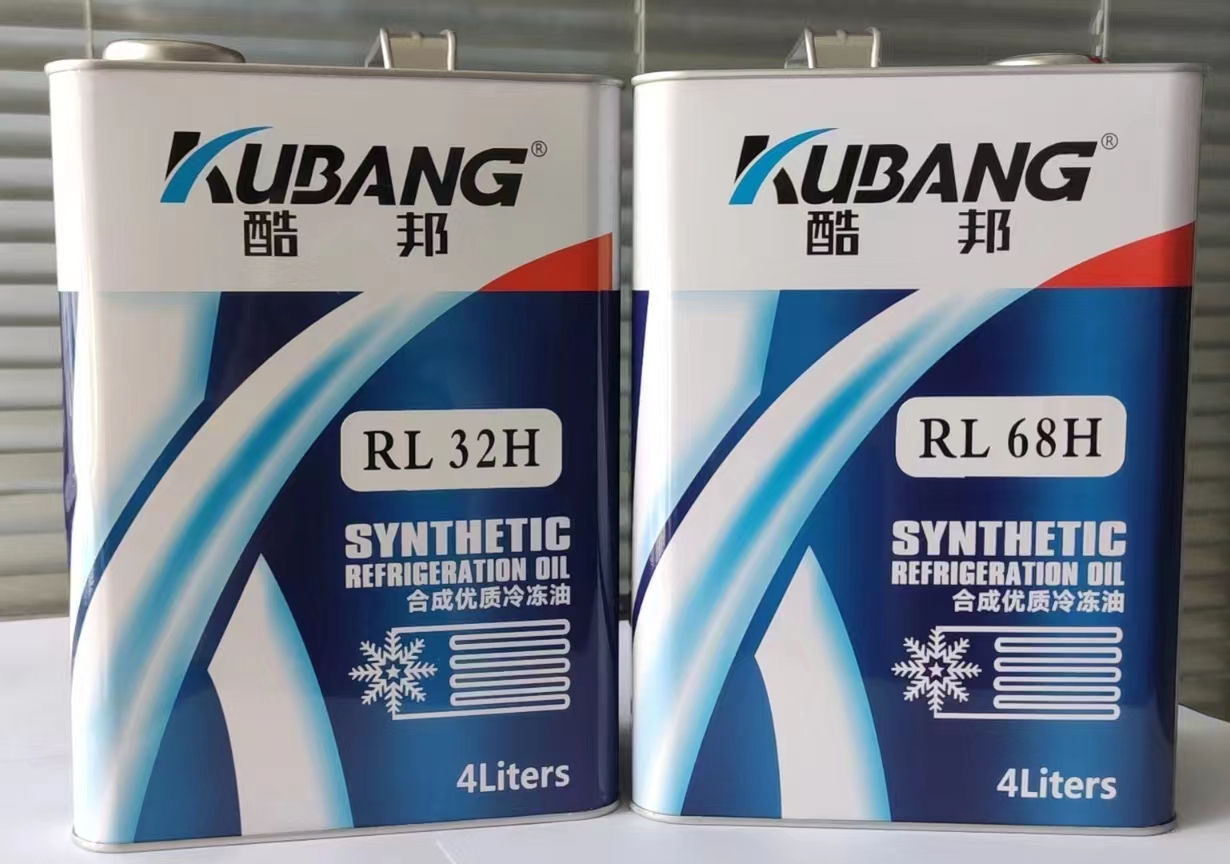 KUBANG®
酷邦
RL 32H
SYNTHETIC
REFRIGERATION OIL
合成优质冷冻油
4Liters
KUBANG®
酷邦
RL 68H
SYNTHETIC
REFRIGERATION OIL
合成优质冷冻油
4Liters